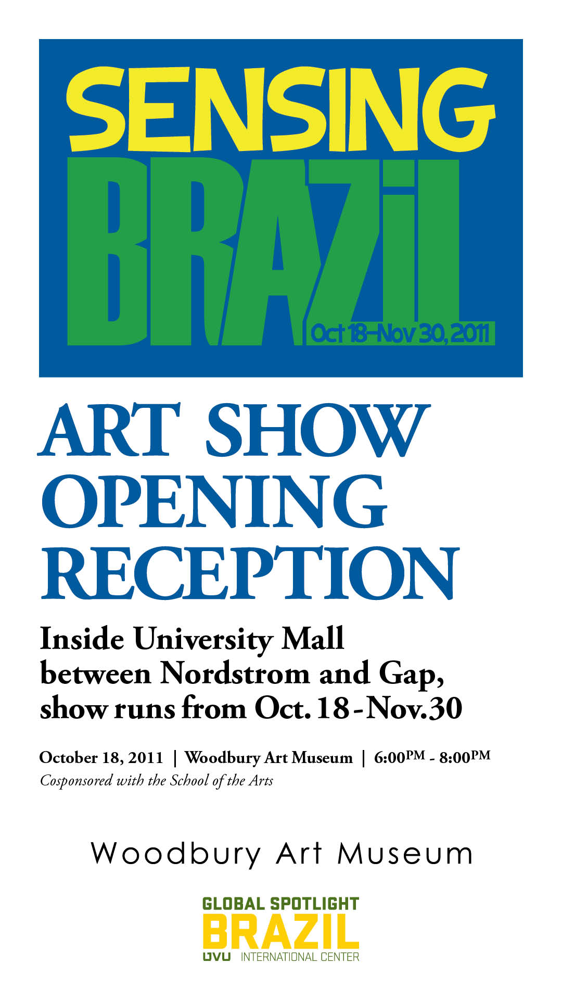 SENSING
BRAZiL
Oct 18-Nov 30, 2011
ART SHOW
OPENING
RECEPTION
Inside University Mall
between Nordstrom and Gap,
show runs from Oct. 18 - Nov. 30
October 18, 2011 | Woodbury Art Museum | 6:00PM - 8:00PM
Cosponsored with the School of the Arts
Woodbury Art Museum
GLOBAL SPOTLIGHT
BRAZIL
UVU INTERNATIONAL CENTER